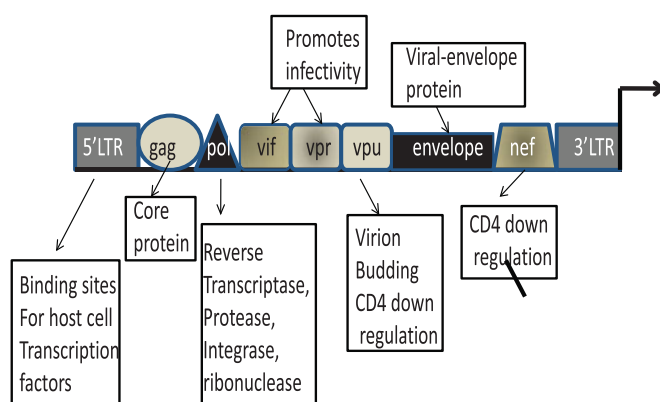 Promotes
infectivity
Viral-envelope
protein
5'LTR gag pol vif vpr vpu envelope nef 3'LTR
Core
protein
Binding sites
For host cell
Transcription
factors
Reverse
Transcriptase,
Protease,
Integrase,
ribonuclease
Virion
Budding
CD4 down
regulation
CD4 down
regulation